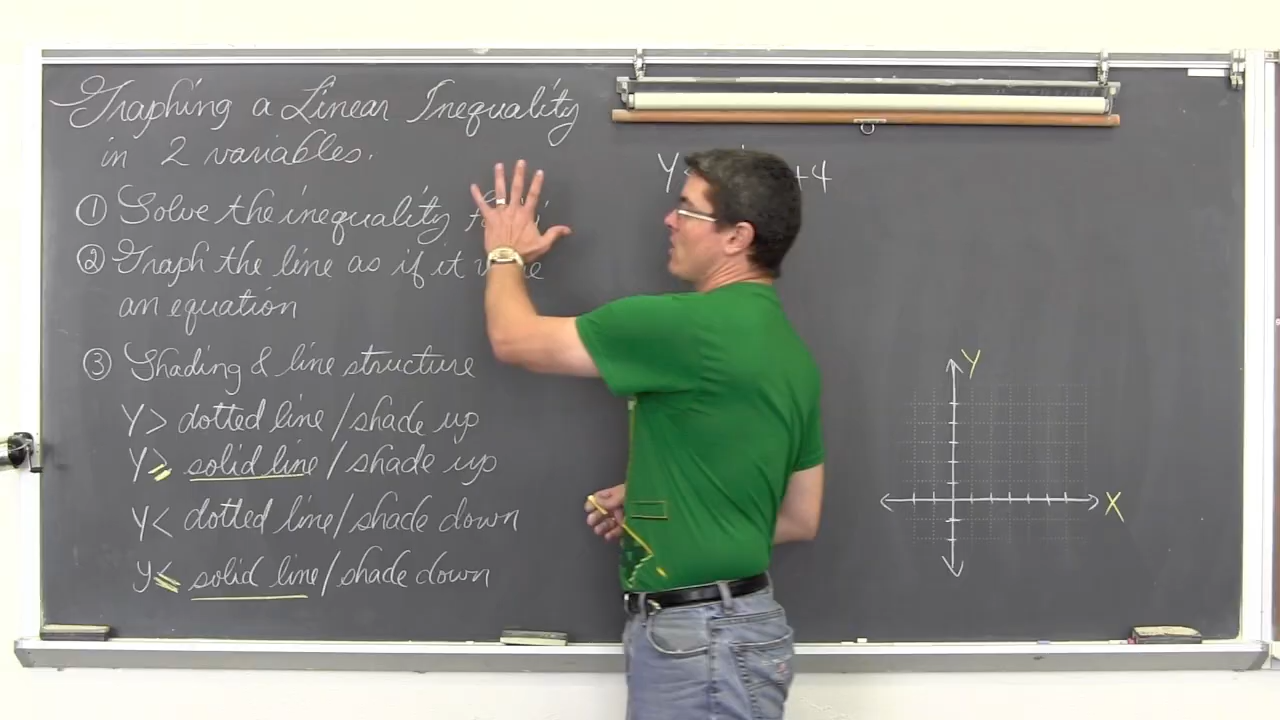 Graphing a Linear Inequality
in 2 variables.
① Solve the inequality
② Graph the line as if it
an equation
③ Shading & line structure
Y> dotted line/shade up
Y≥ solid line/shade up
Y< dotted line/shade down
Y≤ solid line/shade down
Y +4
Y
X